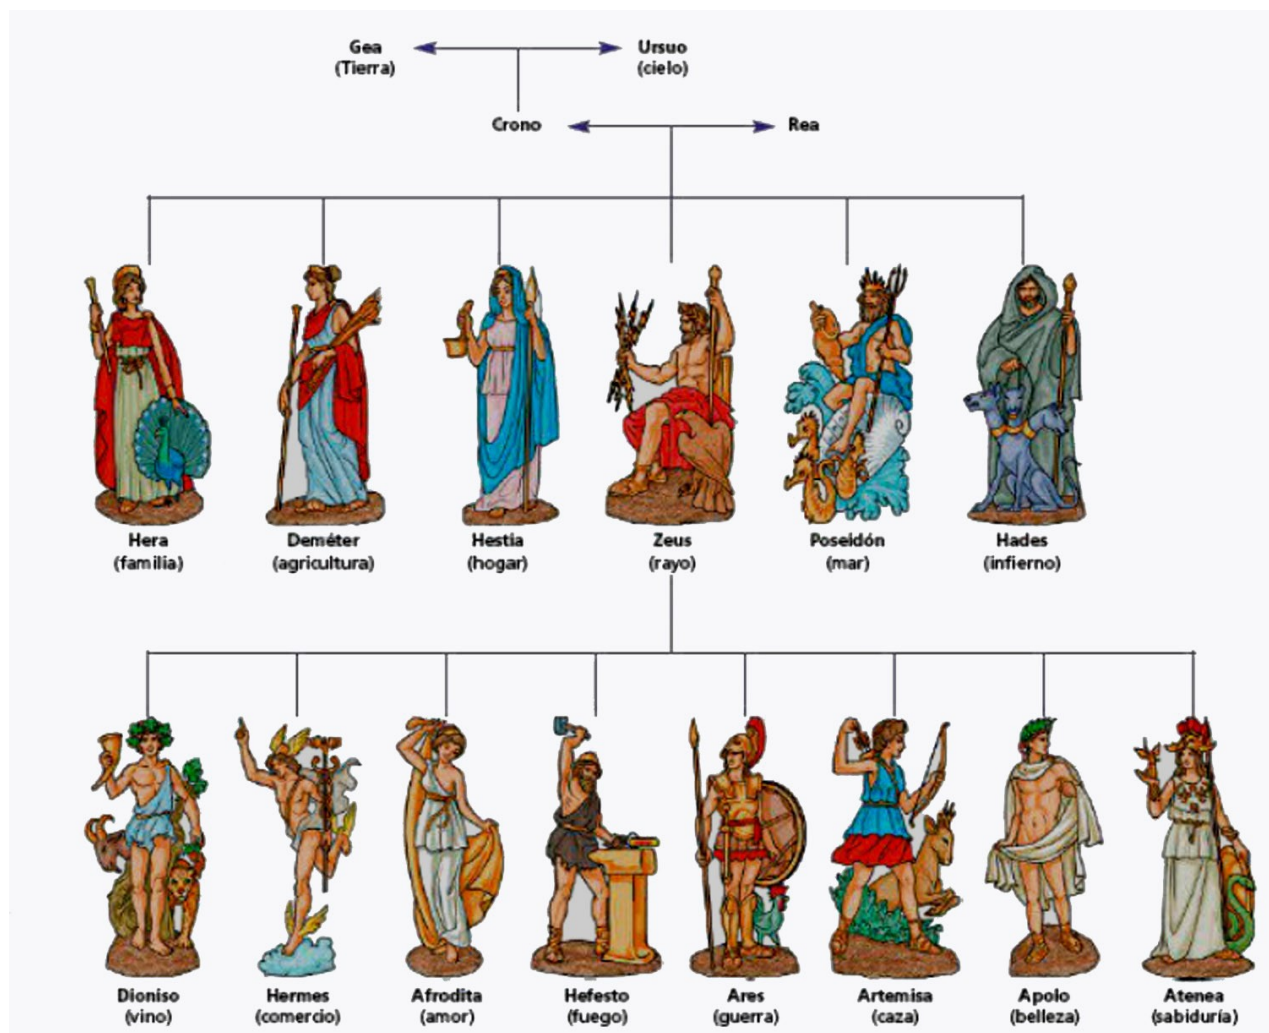 Gea
(Tierra)
Ursuo
(cielo)
Crono
Rea
Hera
(familia)
Deméter
(agricultura)
Hestia
(hogar)
Zeus
(rayo)
Poseidón
(mar)
Hades
(infierno)
Dioniso
(vino)
Hermes
(comercio)
Afrodita
(amor)
Hefesto
(fuego)
Ares
(guerra)
Artemisa
(caza)
Apolo
(belleza)
Atenea
(sabiduría)